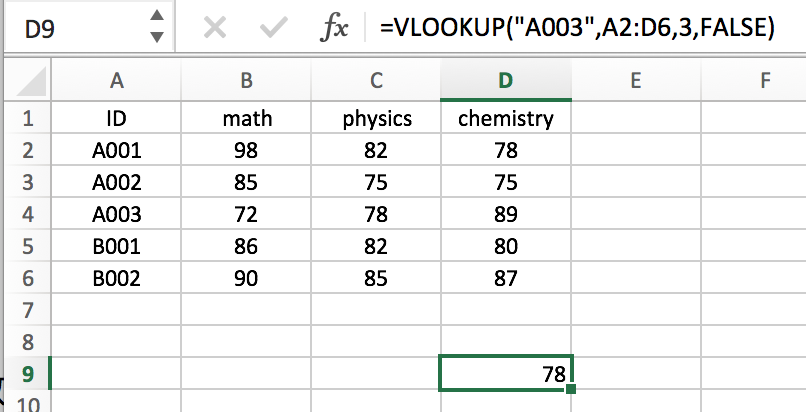 D9 fx =VLOOKUP("A003",A2:D6,3,FALSE)
A B C D E F
1 ID math physics chemistry
2 A001 98 82 78
3 A002 85 75 75
4 A003 72 78 89
5 B001 86 82 80
6 B002 90 85 87
7
8
9 78
10